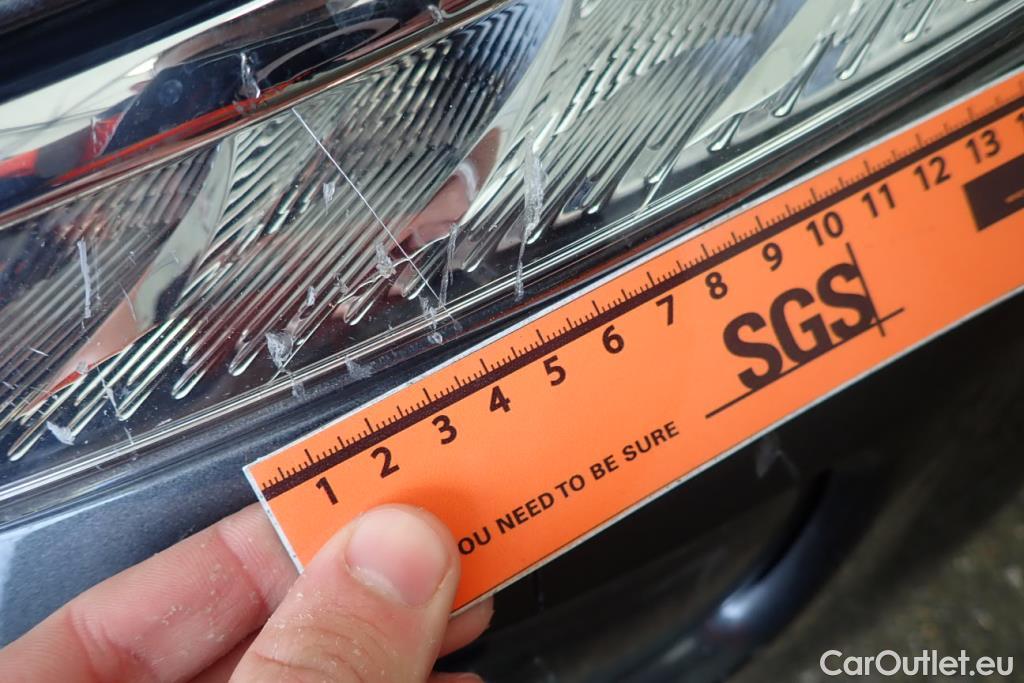 1 2 3 4 5 6 7 8 9 10 11 12 13
SGS
OU NEED TO BE SURE
CarOutlet.eu